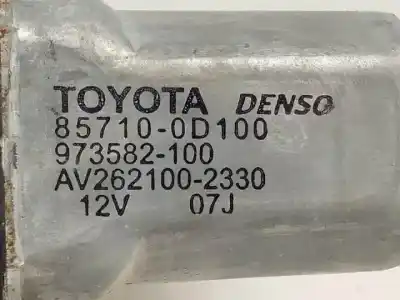 TOYOTA DENSO
85710-0D100
973582-100
AV262100-2330
12V 07J